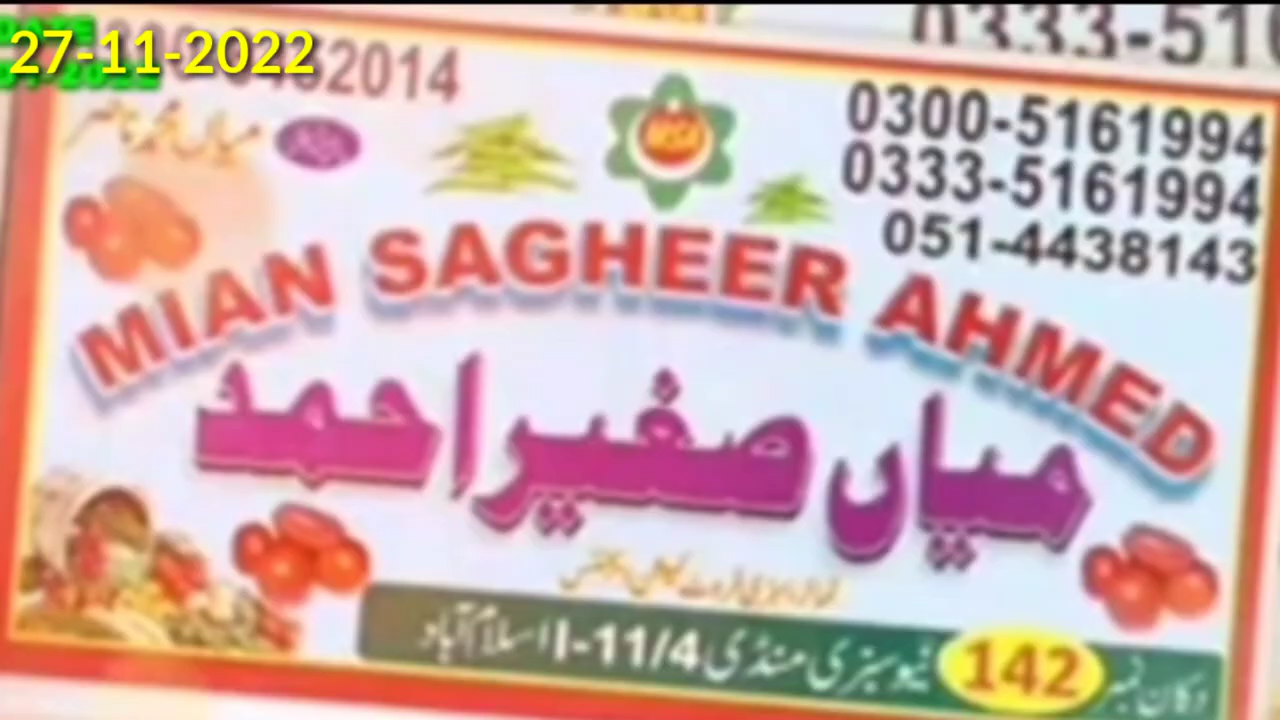 27-11-2022
0333-516
0300-5161994
0333-5161994
051-4438143
MSA
MIAN SAGHEER AHMED
میاں صغیر احمد
دکان نمبر 142 نیو سبزی منڈی I-11/4 اسلام آباد